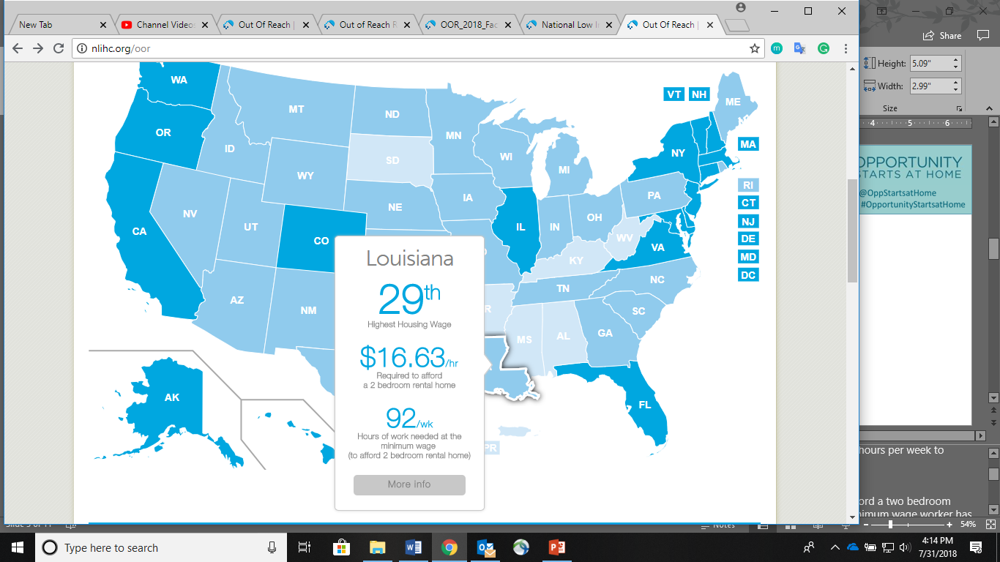 New Tab
Channel Video
Out Of Reach |
Out of Reach R
OOR_2018_Fac
National Low I
Out Of Reach |
Share
nlihc.org/oor
Height: 5.09"
Width: 2.99"
Size
4 5 6
WA
MT
ND
MN
VT NH
ME
OR
ID
SD
WI
MI
NY
MA
WY
IA
NE
PA
RI
NV
UT
CA
CO
IL
IN
OH
WV
VA
KY
CT
NJ
DE
MD
DC
AZ
NM
TN
NC
SC
MS
AL
GA
AK
FL
PR
Louisiana
29th
Highest Housing Wage
$16.63/hr
Required to afford
a 2 bedroom rental home
92/wk
Hours of work needed at the
minimum wage
(to afford 2 bedroom rental home)
More Info
OPPORTUNITY
STARTS AT HOME
@OppStartsatHome
#OpportunityStartsatHome
hours per week to
ord a two bedroom
nimum wage worker has
Notes
54%
Type here to search
4:14 PM
7/31/2018